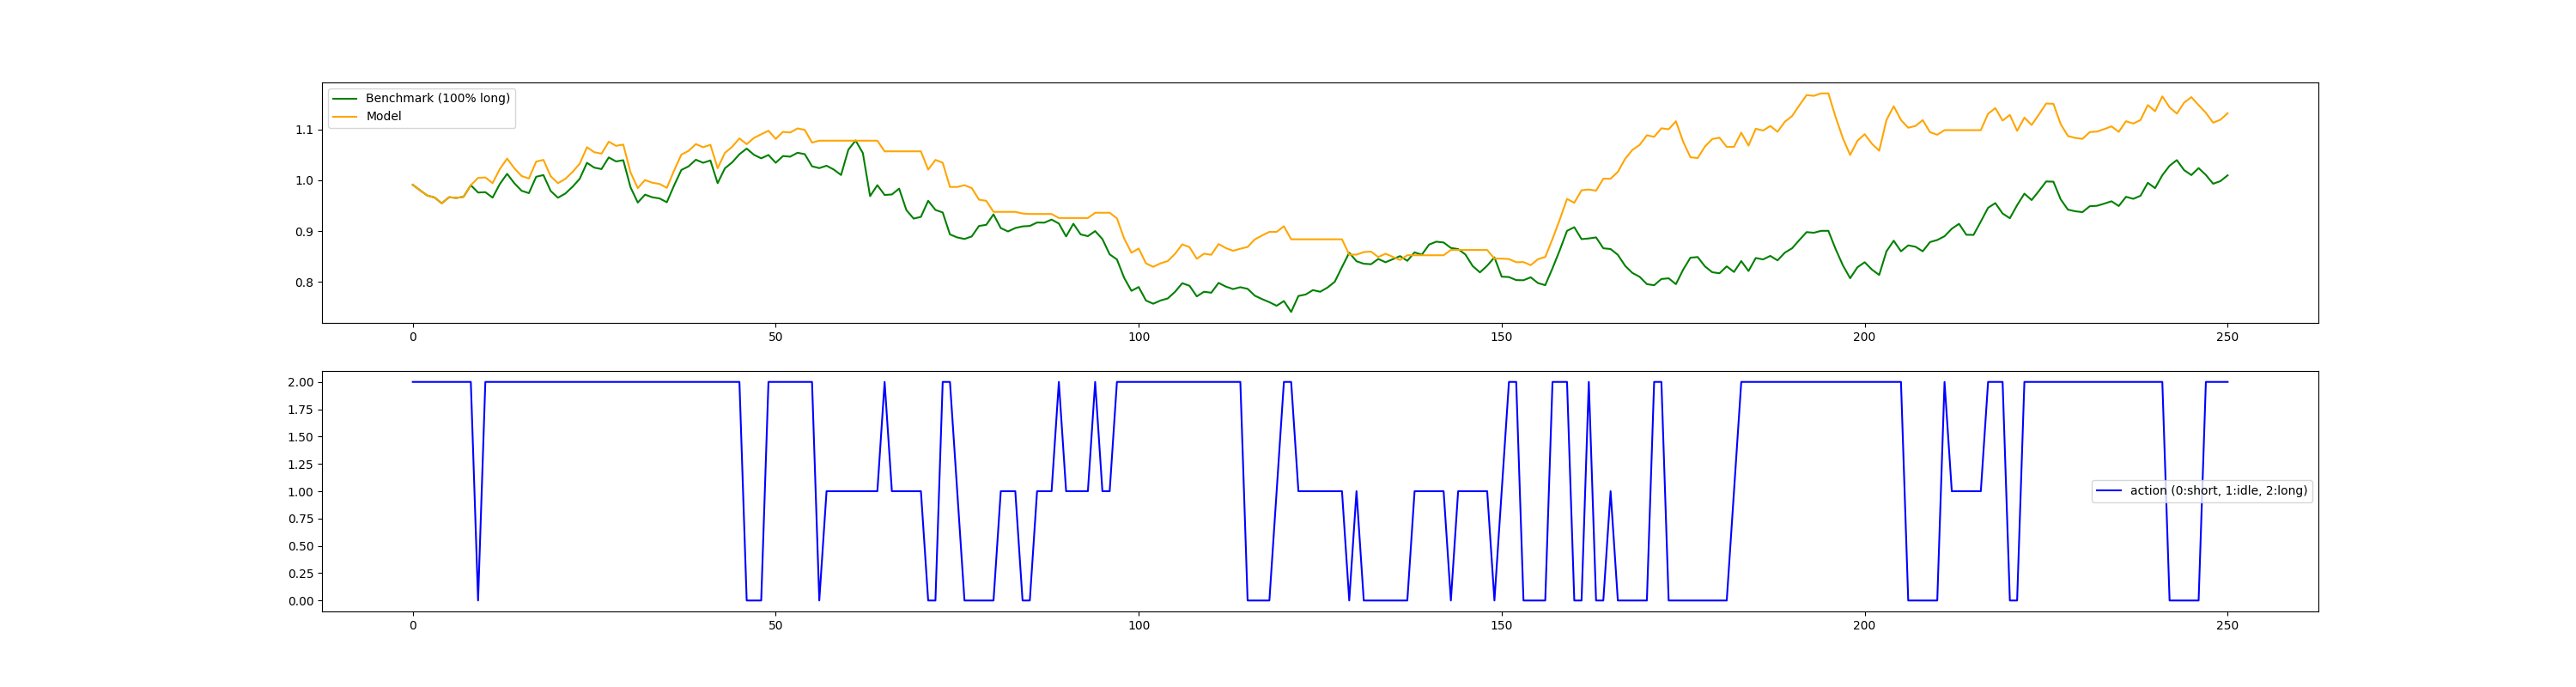 Benchmark (100% long)
Model
1.1
1.0
0.9
0.8
0 50 100 150 200 250
2.00
1.75
1.50
1.25
1.00
0.75
0.50
0.25
0.00
action (0:short, 1:idle, 2:long)
0 50 100 150 200 250